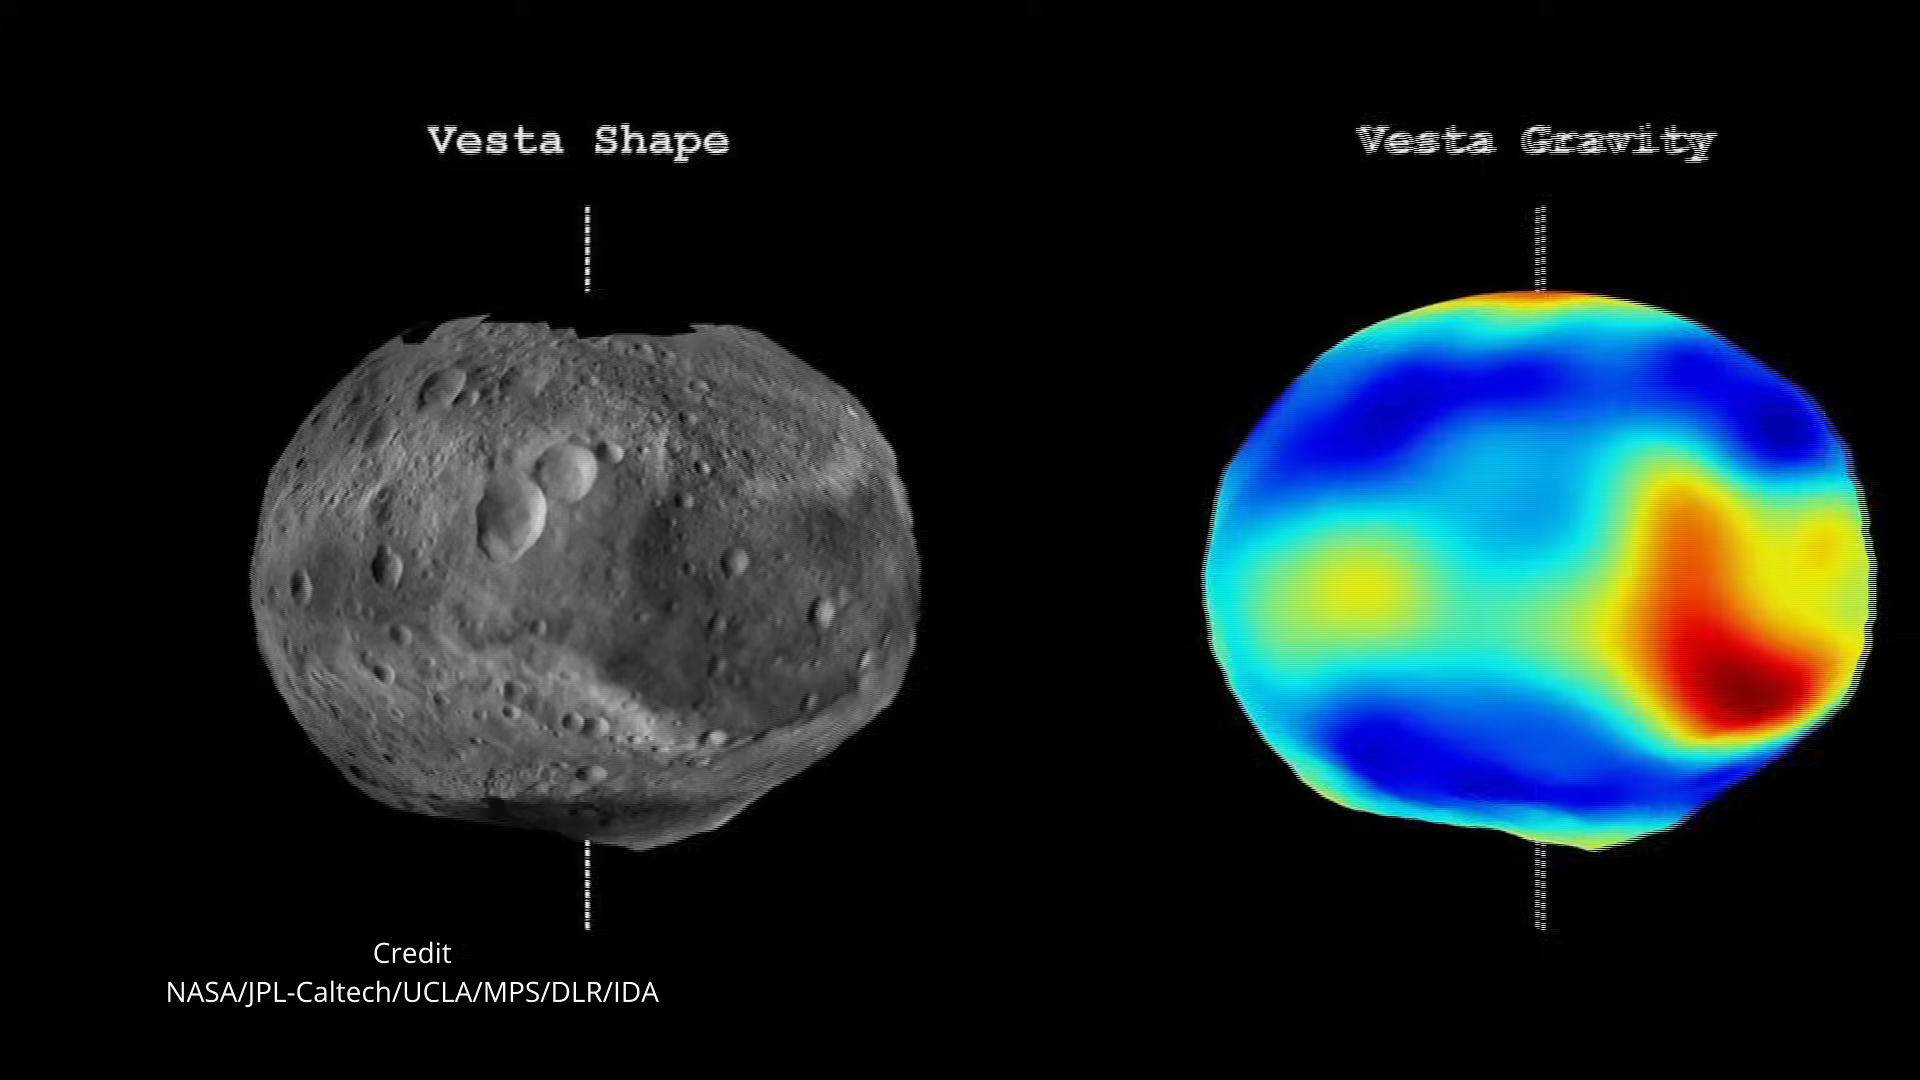 Vesta Shape
Vesta Gravity
Credit
NASA/JPL-Caltech/UCLA/MPS/DLR/IDA